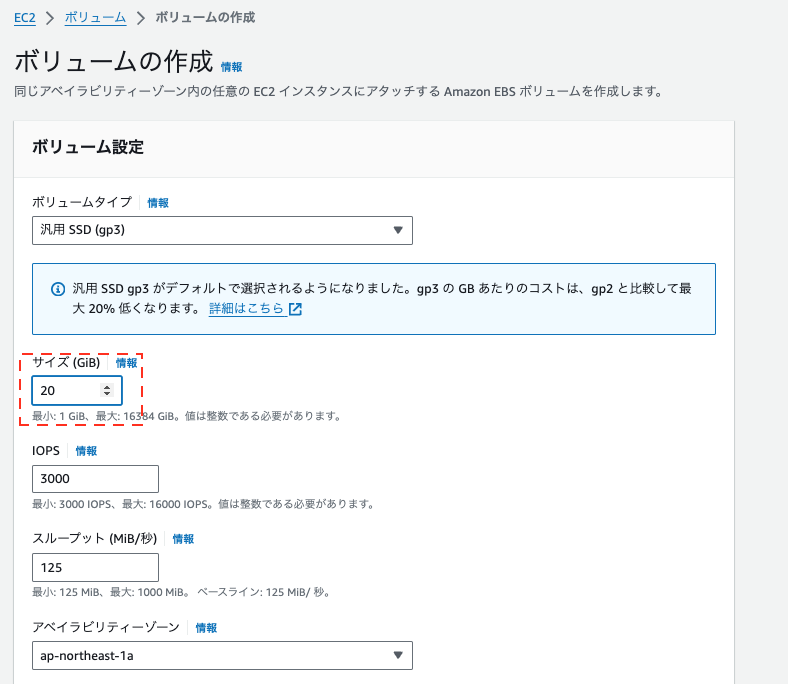 EC2 > ボリューム > ボリュームの作成
ボリュームの作成 情報
同じアベイラビリティーゾーン内の任意の EC2 インスタンスにアタッチする Amazon EBS ボリュームを作成します。
ボリューム設定
ボリュームタイプ 情報
汎用 SSD (gp3)
汎用 SSD gp3 がデフォルトで選択されるようになりました。gp3 の GB あたりのコストは、gp2 と比較して最
大 20% 低くなります。 詳細はこちら
サイズ (GiB) 情報
20
最小: 1 GiB、最大: 16384 GiB。値は整数である必要があります。
IOPS 情報
3000
最小: 3000 IOPS、最大: 16000 IOPS。値は整数である必要があります。
スループット (MiB/秒) 情報
125
最小: 125 MiB、最大: 1000 MiB。 ベースライン: 125 MiB/ 秒。
アベイラビリティーゾーン 情報
ap-northeast-1a